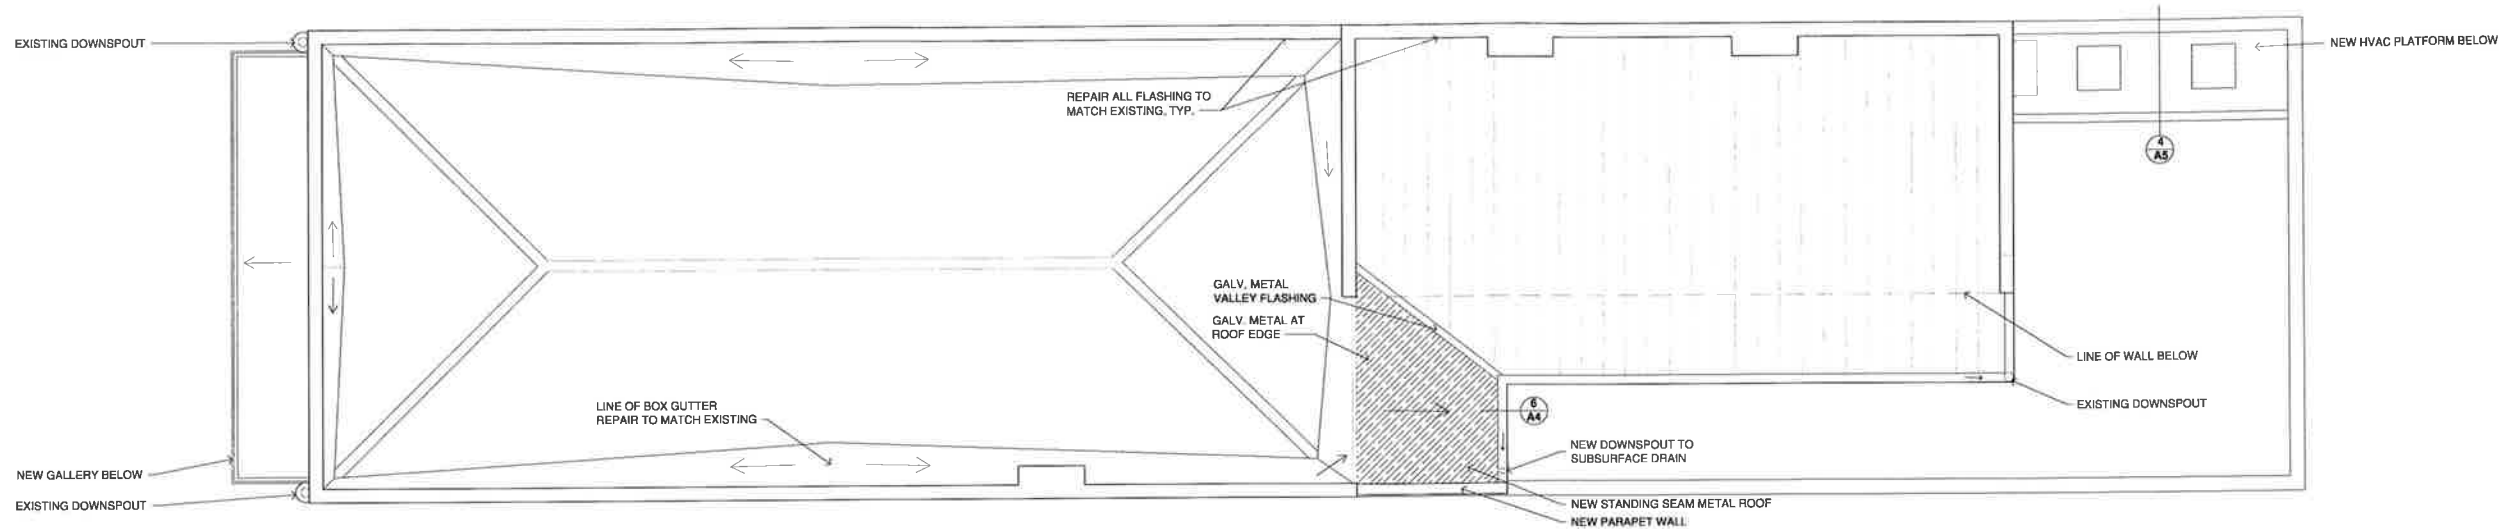 EXISTING DOWNSPOUT
NEW HVAC PLATFORM BELOW
REPAIR ALL FLASHING TO
MATCH EXISTING, TYP.
4
A5
GALV. METAL
VALLEY FLASHING
GALV. METAL AT
ROOF EDGE
LINE OF WALL BELOW
LINE OF BOX GUTTER
REPAIR TO MATCH EXISTING
6
A4
EXISTING DOWNSPOUT
NEW DOWNSPOUT TO
SUBSURFACE DRAIN
NEW GALLERY BELOW
EXISTING DOWNSPOUT
NEW STANDING SEAM METAL ROOF
NEW PARAPET WALL